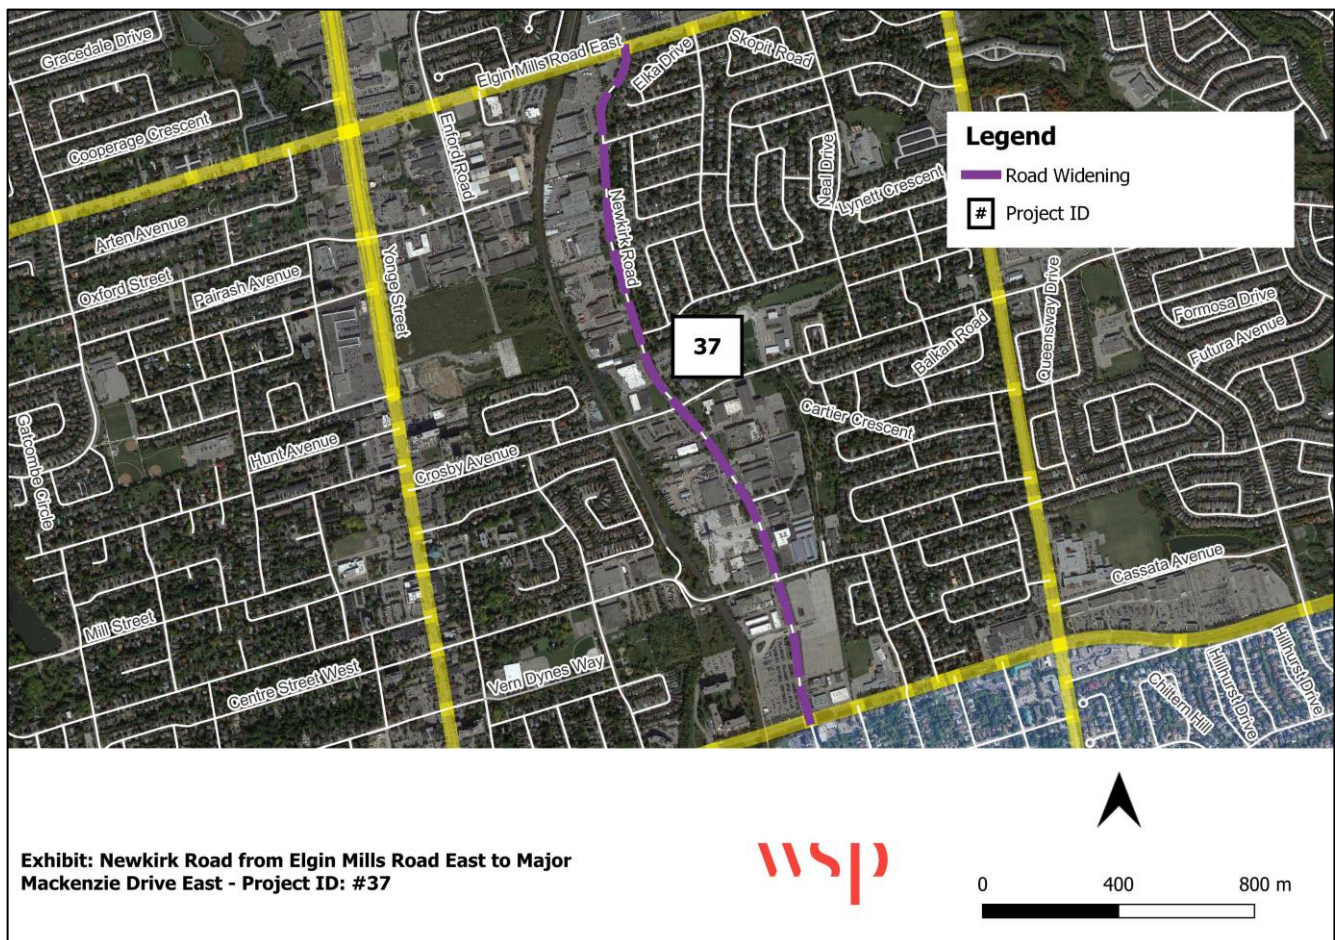 Gracedale Drive
Elgin Mills Road East
Elka Drive
Skopit Road
Cooperage Crescent
Enford Road
Neal Drive
Lynett Crescent
Legend
Road Widening
# Project ID
Arten Avenue
Newkirk Road
Oxford Street
Pairash Avenue
Yonge Street
Queensway Drive
Formosa Drive
Futura Avenue
37
Balkan Road
Cartier Crescent
Gatcombe Circle
Hunt Avenue
Crosby Avenue
Cassata Avenue
Mill Street
Centre Street West
Vern Dynes Way
Chiltern Hill
Hillhurst Drive
Hillhurst Drive
Exhibit: Newkirk Road from Elgin Mills Road East to Major
Mackenzie Drive East - Project ID: #37
wsp
0 400 800 m